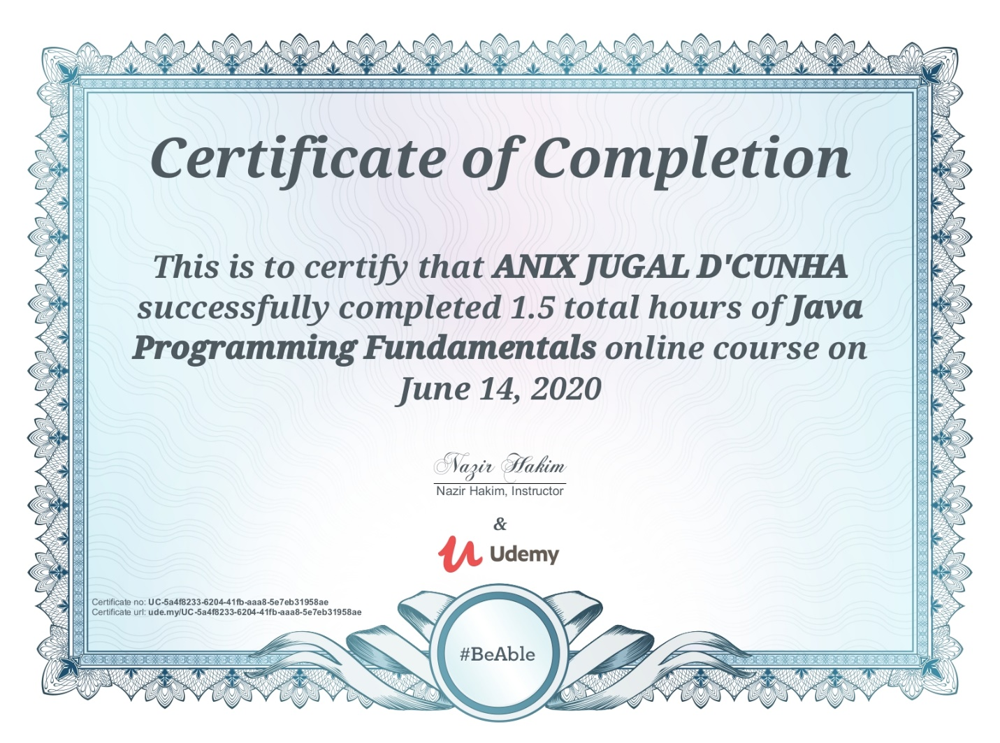 Certificate of Completion
This is to certify that ANIX JUGAL D'CUNHA
successfully completed 1.5 total hours of Java
Programming Fundamentals online course on
June 14, 2020
Nazir Hakim
Nazir Hakim, Instructor
&
Udemy
Certificate no: UC-5a4f8233-6204-41fb-aaa8-5e7eb31958ae
Certificate url: ude.my/UC-5a4f8233-6204-41fb-aaa8-5e7eb31958ae
#BeAble